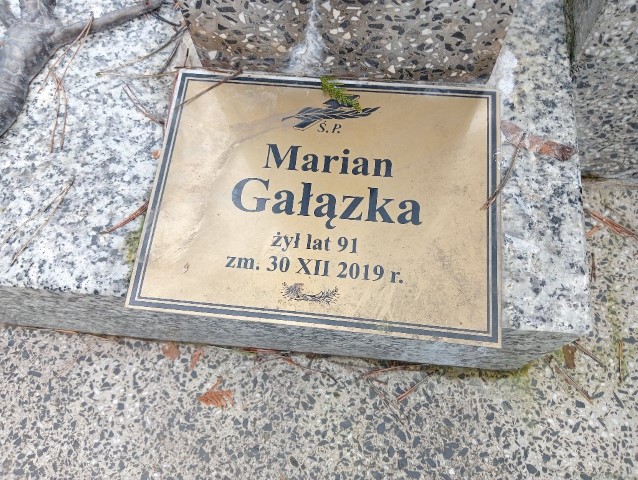 Ś.P.
Marian
Gałązka
żył lat 91
zm. 30 XII 2019 r.